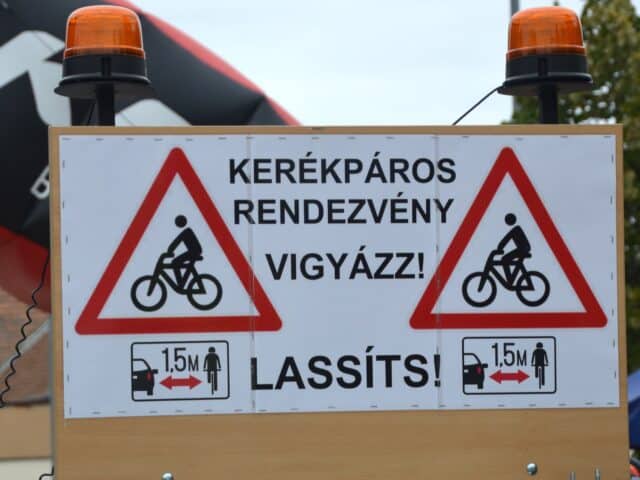 KERÉKPÁROS
RENDEZVÉNY
VIGYÁZZ!
1,5M
LASSÍTS!
1,5M